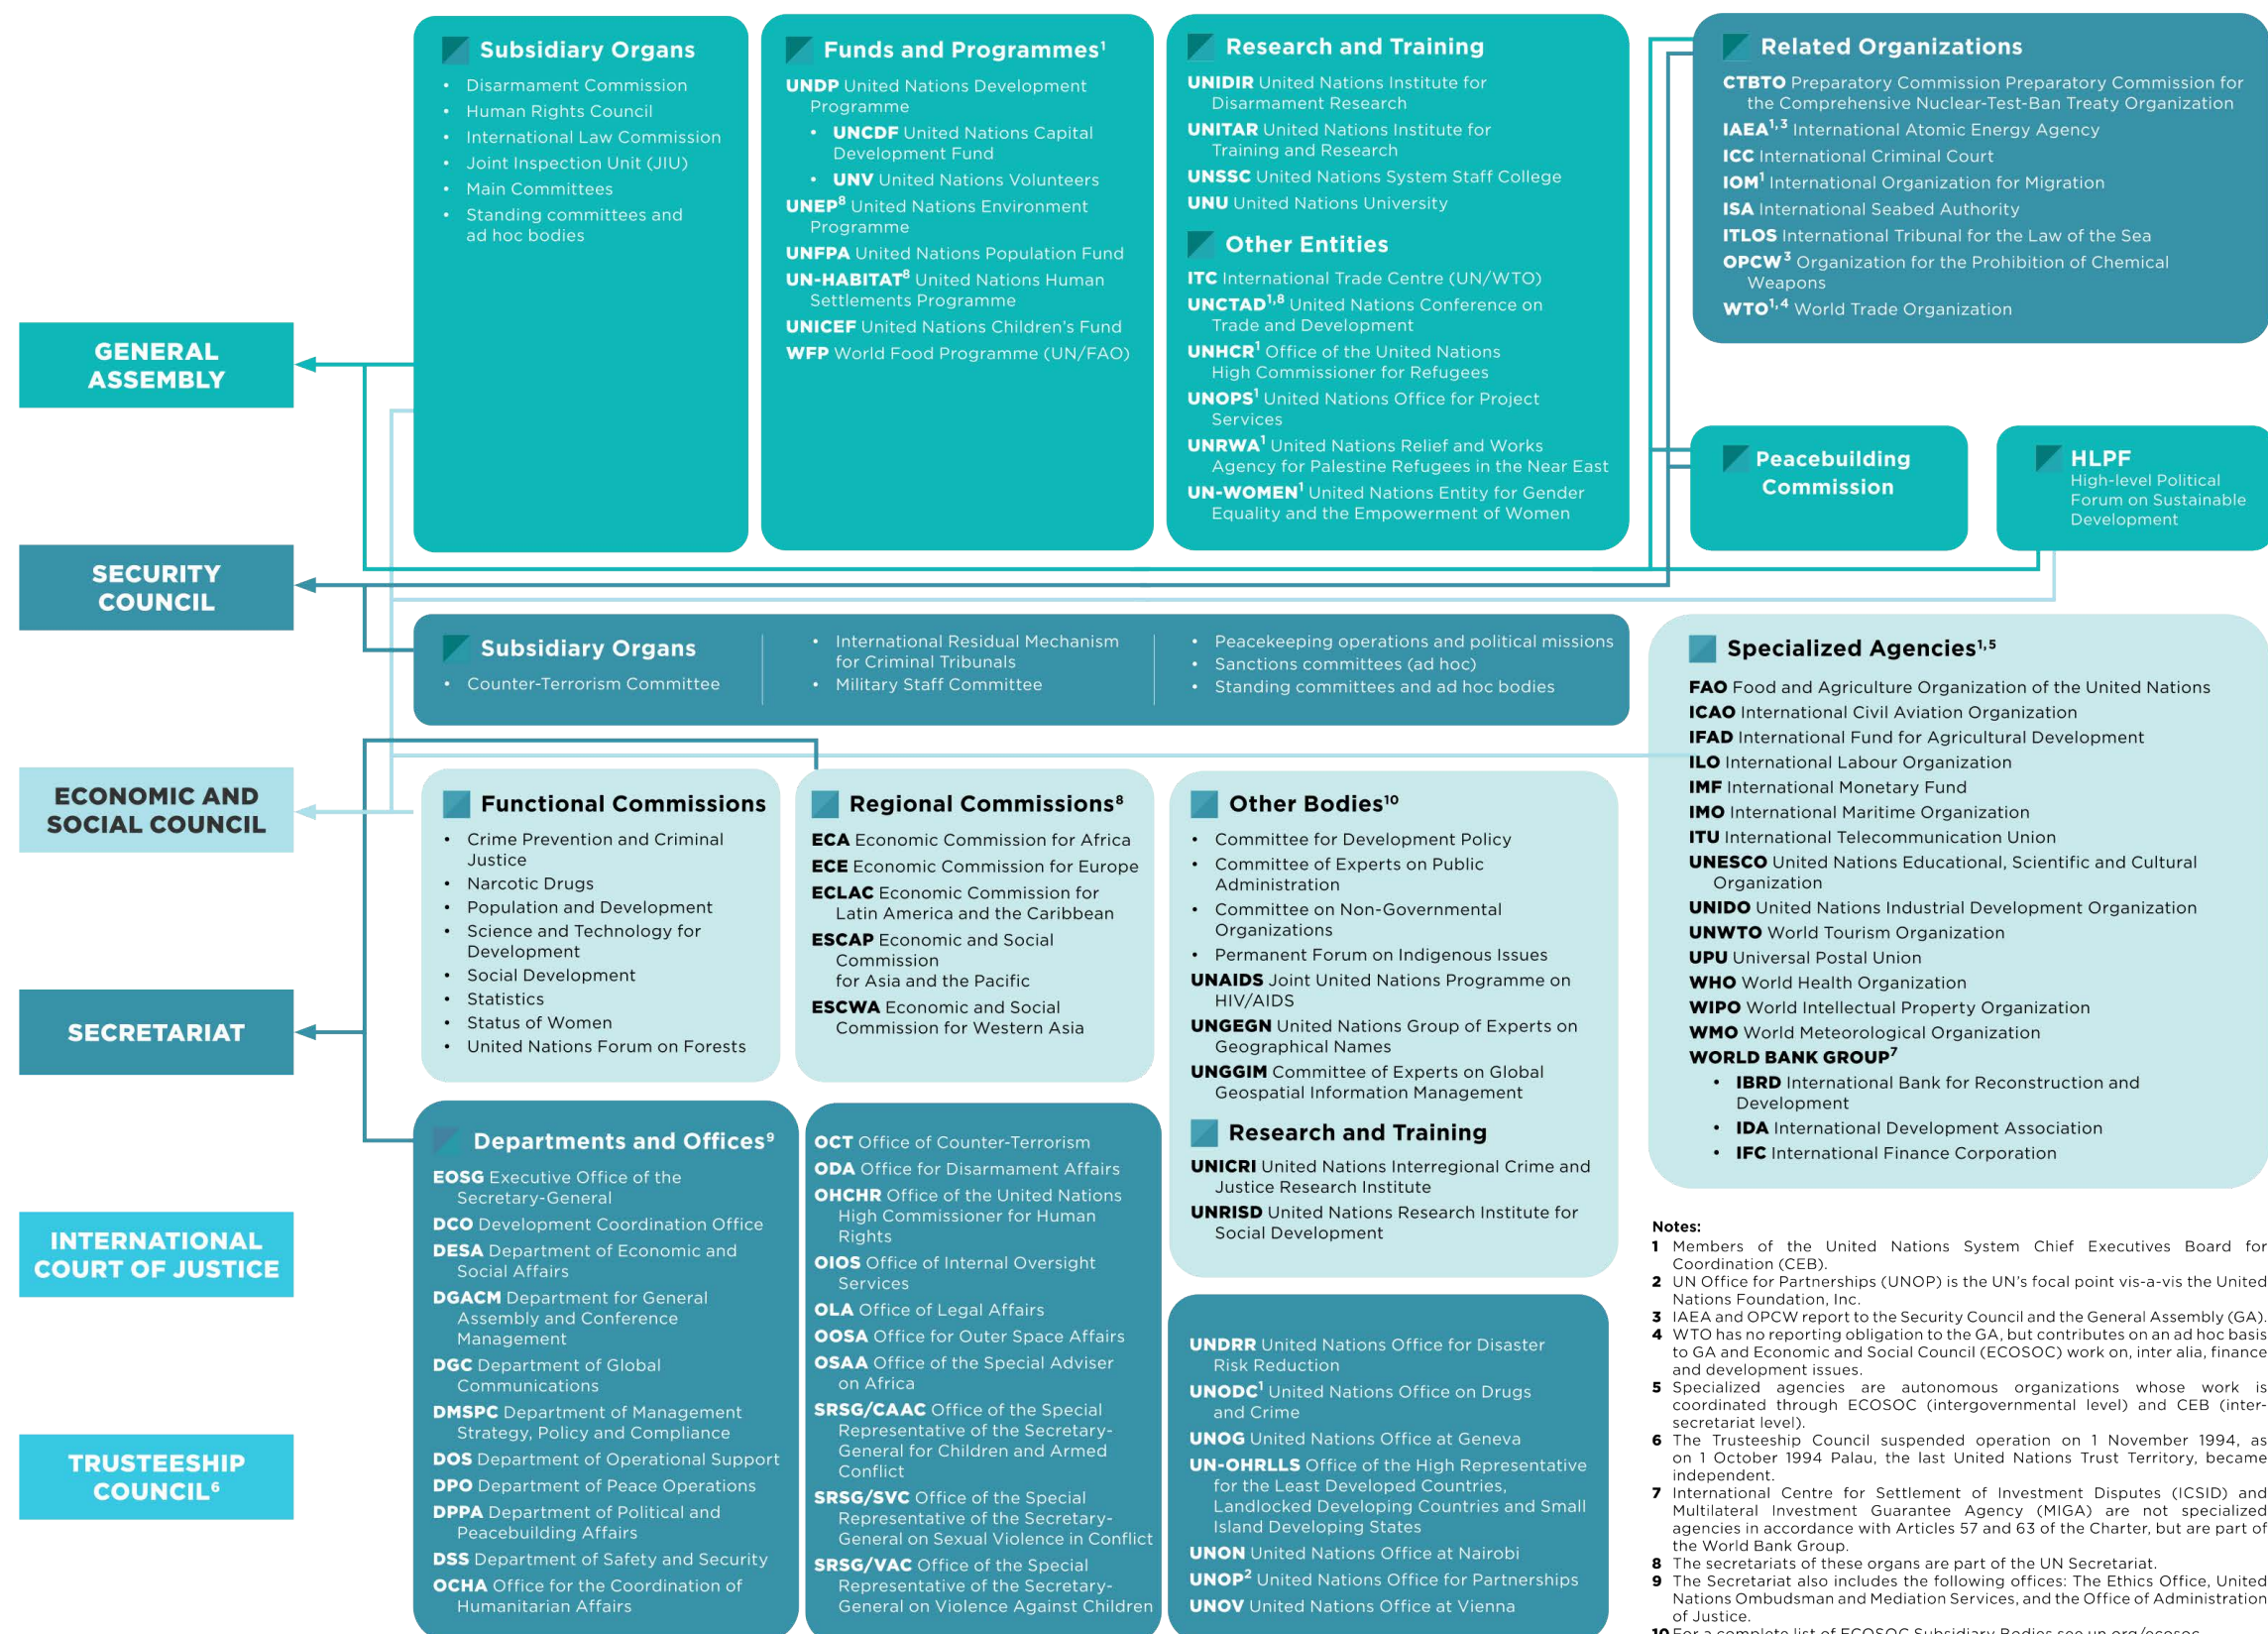 GENERAL
ASSEMBLY
SECURITY
COUNCIL
ECONOMIC AND
SOCIAL COUNCIL
SECRETARIAT
INTERNATIONAL
COURT OF JUSTICE
TRUSTEESHIP
COUNCIL⁶
Subsidiary Organs
• Disarmament Commission
• Human Rights Council
• International Law Commission
• Joint Inspection Unit (JIU)
• Main Committees
• Standing committees and
ad hoc bodies
Funds and Programmes¹
UNDP United Nations Development
Programme
• UNCDF United Nations Capital
Development Fund
• UNV United Nations Volunteers
UNEP⁸ United Nations Environment
Programme
UNFPA United Nations Population Fund
UN-HABITAT⁸ United Nations Human
Settlements Programme
UNICEF United Nations Children's Fund
WFP World Food Programme (UN/FAO)
Research and Training
UNIDIR United Nations Institute for
Disarmament Research
UNITAR United Nations Institute for
Training and Research
UNSSC United Nations System Staff College
UNU United Nations University
Other Entities
ITC International Trade Centre (UN/WTO)
UNCTAD¹,⁸ United Nations Conference on
Trade and Development
UNHCR¹ Office of the United Nations
High Commissioner for Refugees
UNOPS¹ United Nations Office for Project
Services
UNRWA¹ United Nations Relief and Works
Agency for Palestine Refugees in the Near East
UN-WOMEN¹ United Nations Entity for Gender
Equality and the Empowerment of Women
Related Organizations
CTBTO Preparatory Commission Preparatory Commission for
the Comprehensive Nuclear-Test-Ban Treaty Organization
IAEA¹,³ International Atomic Energy Agency
ICC International Criminal Court
IOM¹ International Organization for Migration
ISA International Seabed Authority
ITLOS International Tribunal for the Law of the Sea
OPCW³ Organization for the Prohibition of Chemical
Weapons
WTO¹,⁴ World Trade Organization
Peacebuilding
Commission
HLPF
High-level Political
Forum on Sustainable
Development
Subsidiary Organs
• Counter-Terrorism Committee
• International Residual Mechanism
for Criminal Tribunals
• Military Staff Committee
• Peacekeeping operations and political missions
• Sanctions committees (ad hoc)
• Standing committees and ad hoc bodies
Functional Commissions
• Crime Prevention and Criminal
Justice
• Narcotic Drugs
• Population and Development
• Science and Technology for
Development
• Social Development
• Statistics
• Status of Women
• United Nations Forum on Forests
Regional Commissions⁸
ECA Economic Commission for Africa
ECE Economic Commission for Europe
ECLAC Economic Commission for
Latin America and the Caribbean
ESCAP Economic and Social
Commission
for Asia and the Pacific
ESCWA Economic and Social
Commission for Western Asia
Other Bodies¹⁰
• Committee for Development Policy
• Committee of Experts on Public
Administration
• Committee on Non-Governmental
Organizations
• Permanent Forum on Indigenous Issues
UNAIDS Joint United Nations Programme on
HIV/AIDS
UNGEGN United Nations Group of Experts on
Geographical Names
UNGGIM Committee of Experts on Global
Geospatial Information Management
Research and Training
UNICRI United Nations Interregional Crime and
Justice Research Institute
UNRISD United Nations Research Institute for
Social Development
Specialized Agencies¹,⁵
FAO Food and Agriculture Organization of the United Nations
ICAO International Civil Aviation Organization
IFAD International Fund for Agricultural Development
ILO International Labour Organization
IMF International Monetary Fund
IMO International Maritime Organization
ITU International Telecommunication Union
UNESCO United Nations Educational, Scientific and Cultural
Organization
UNIDO United Nations Industrial Development Organization
UNWTO World Tourism Organization
UPU Universal Postal Union
WHO World Health Organization
WIPO World Intellectual Property Organization
WMO World Meteorological Organization
WORLD BANK GROUP⁷
• IBRD International Bank for Reconstruction and
Development
• IDA International Development Association
• IFC International Finance Corporation
Departments and Offices⁹
EOSG Executive Office of the
Secretary-General
DCO Development Coordination Office
DESA Department of Economic and
Social Affairs
DGACM Department for General
Assembly and Conference
Management
DGC Department of Global
Communications
DMSPC Department of Management
Strategy, Policy and Compliance
DOS Department of Operational Support
DPO Department of Peace Operations
DPPA Department of Political and
Peacebuilding Affairs
DSS Department of Safety and Security
OCHA Office for the Coordination of
Humanitarian Affairs
OCT Office of Counter-Terrorism
ODA Office for Disarmament Affairs
OHCHR Office of the United Nations
High Commissioner for Human
Rights
OIOS Office of Internal Oversight
Services
OLA Office of Legal Affairs
OOSA Office for Outer Space Affairs
OSAA Office of the Special Adviser
on Africa
SRSG/CAAC Office of the Special
Representative of the Secretary-
General for Children and Armed
Conflict
SRSG/SVC Office of the Special
Representative of the Secretary-
General on Sexual Violence in Conflict
SRSG/VAC Office of the Special
Representative of the Secretary-
General on Violence Against Children
UNDRR United Nations Office for Disaster
Risk Reduction
UNODC¹ United Nations Office on Drugs
and Crime
UNOG United Nations Office at Geneva
UN-OHRLLS Office of the High Representative
for the Least Developed Countries,
Landlocked Developing Countries and Small
Island Developing States
UNON United Nations Office at Nairobi
UNOP² United Nations Office for Partnerships
UNOV United Nations Office at Vienna
Notes:
1 Members of the United Nations System Chief Executives Board for
Coordination (CEB).
2 UN Office for Partnerships (UNOP) is the UN's focal point vis-a-vis the United
Nations Foundation, Inc.
3 IAEA and OPCW report to the Security Council and the General Assembly (GA).
4 WTO has no reporting obligation to the GA, but contributes on an ad hoc basis
to GA and Economic and Social Council (ECOSOC) work on, inter alia, finance
and development issues.
5 Specialized agencies are autonomous organizations whose work is
coordinated through ECOSOC (intergovernmental level) and CEB (inter-
secretariat level).
6 The Trusteeship Council suspended operation on 1 November 1994, as
on 1 October 1994 Palau, the last United Nations Trust Territory, became
independent.
7 International Centre for Settlement of Investment Disputes (ICSID) and
Multilateral Investment Guarantee Agency (MIGA) are not specialized
agencies in accordance with Articles 57 and 63 of the Charter, but are part of
the World Bank Group.
8 The secretariats of these organs are part of the UN Secretariat.
9 The Secretariat also includes the following offices: The Ethics Office, United
Nations Ombudsman and Mediation Services, and the Office of Administration
of Justice.
10 For a complete list of ECOSOC Subsidiary Bodies see un.org/ecosoc